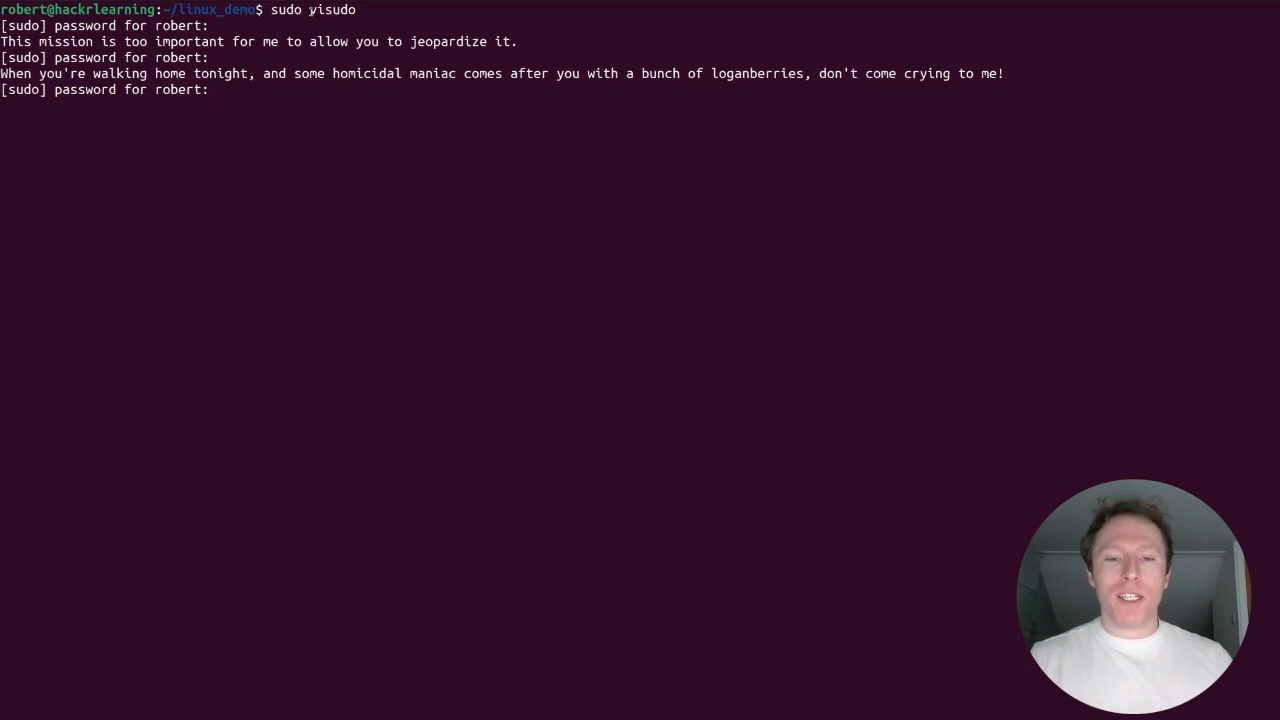 robert@hackrlearning:~/linux_demo$ sudo visudo
[sudo] password for robert:
This mission is too important for me to allow you to jeopardize it.
[sudo] password for robert:
When you're walking home tonight, and some homicidal maniac comes after you with a bunch of loganberries, don't come crying to me!
[sudo] password for robert: